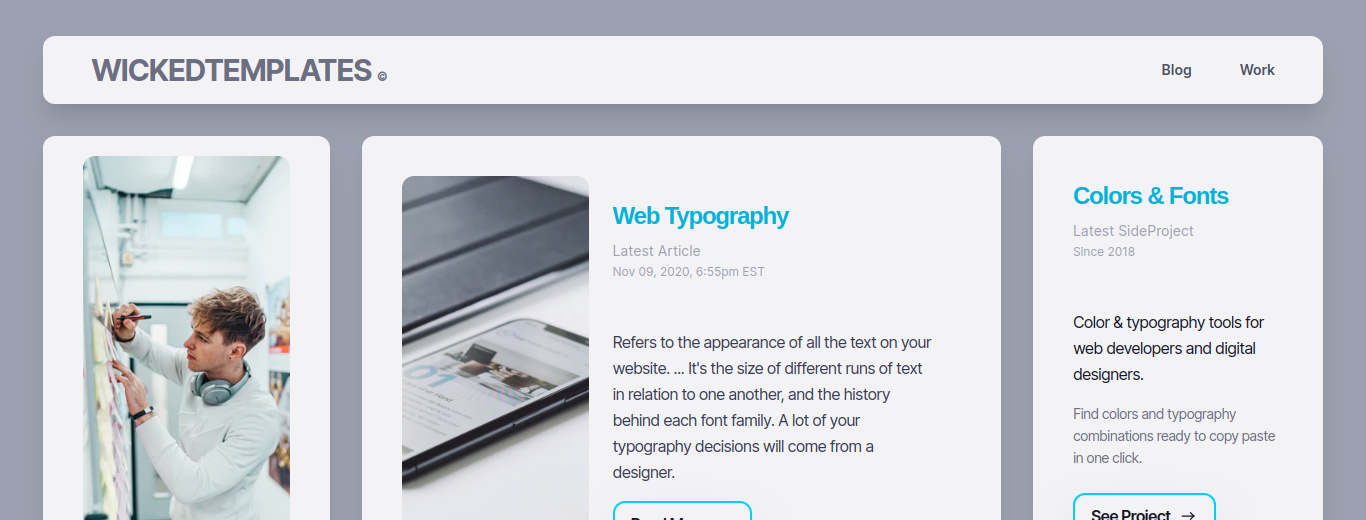 WICKEDTEMPLATES ©
Blog
Work
Web Typography
Latest Article
Nov 09, 2020, 6:55pm EST
Refers to the appearance of all the text on your
website. ... It's the size of different runs of text
in relation to one another, and the history
behind each font family. A lot of your
typography decisions will come from a
designer.
01
Colors & Fonts
Latest SideProject
Since 2018
Color & typography tools for
web developers and digital
designers.
Find colors and typography
combinations ready to copy paste
in one click.
See Project →